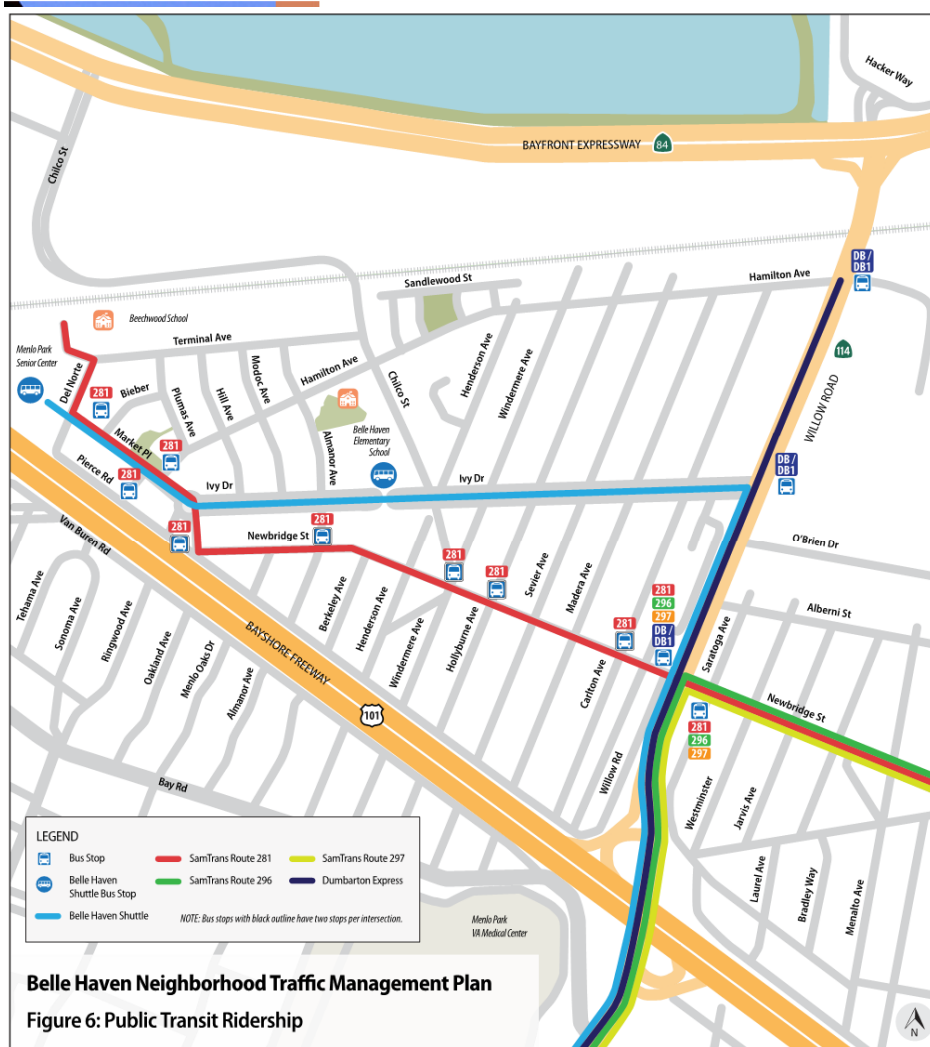 Hacker Way
Chilco St
BAYFRONT EXPRESSWAY
84
DB /
DB1
Hamilton Ave
Sandlewood St
Beechwood School
Terminal Ave
114
Menlo Park
Senior Center
Del Norte
Bieber
281
Plumas Ave
Hill Ave
Modoc Ave
Hamilton Ave
Chilco St
Henderson Ave
Windermere Ave
WILLOW ROAD
Belle Haven
Elementary
School
Almanor Ave
Market Pl
281
Pierce Rd
281
Ivy Dr
Ivy Dr
DB /
DB1
Van Buren Rd
281
Newbridge St
281
O'Brien Dr
281
281
Sevier Ave
Madera Ave
281
281
296
297
DB /
DB1
Saratoga Ave
Alberni St
Tehama Ave
Sonoma Ave
Ringwood Ave
Oakland Ave
Menlo Oaks Dr
Almanor Ave
BAYSHORE FREEWAY
101
Berkeley Ave
Henderson Ave
Windermere Ave
Hollyburne Ave
Carlton Ave
Willow Rd
Newbridge St
281
296
297
Westminster
Jarvis Ave
Laurel Ave
Bradley Way
Menalto Ave
Bay Rd
LEGEND
Bus Stop
SamTrans Route 281
SamTrans Route 297
Belle Haven
Shuttle Bus Stop
SamTrans Route 296
Dumbarton Express
Belle Haven Shuttle
NOTE: Bus stops with black outline have two stops per intersection.
Menlo Park
VA Medical Center
Belle Haven Neighborhood Traffic Management Plan
Figure 6: Public Transit Ridership
N